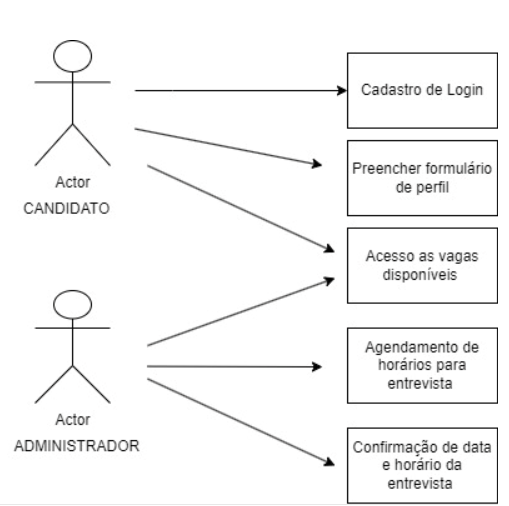 Cadastro de Login
Preencher formulário
de perfil
Actor
CANDIDATO
Acesso as vagas
disponíveis
Agendamento de
horários para
entrevista
Actor
ADMINISTRADOR
Confirmação de data
e horário da
entrevista